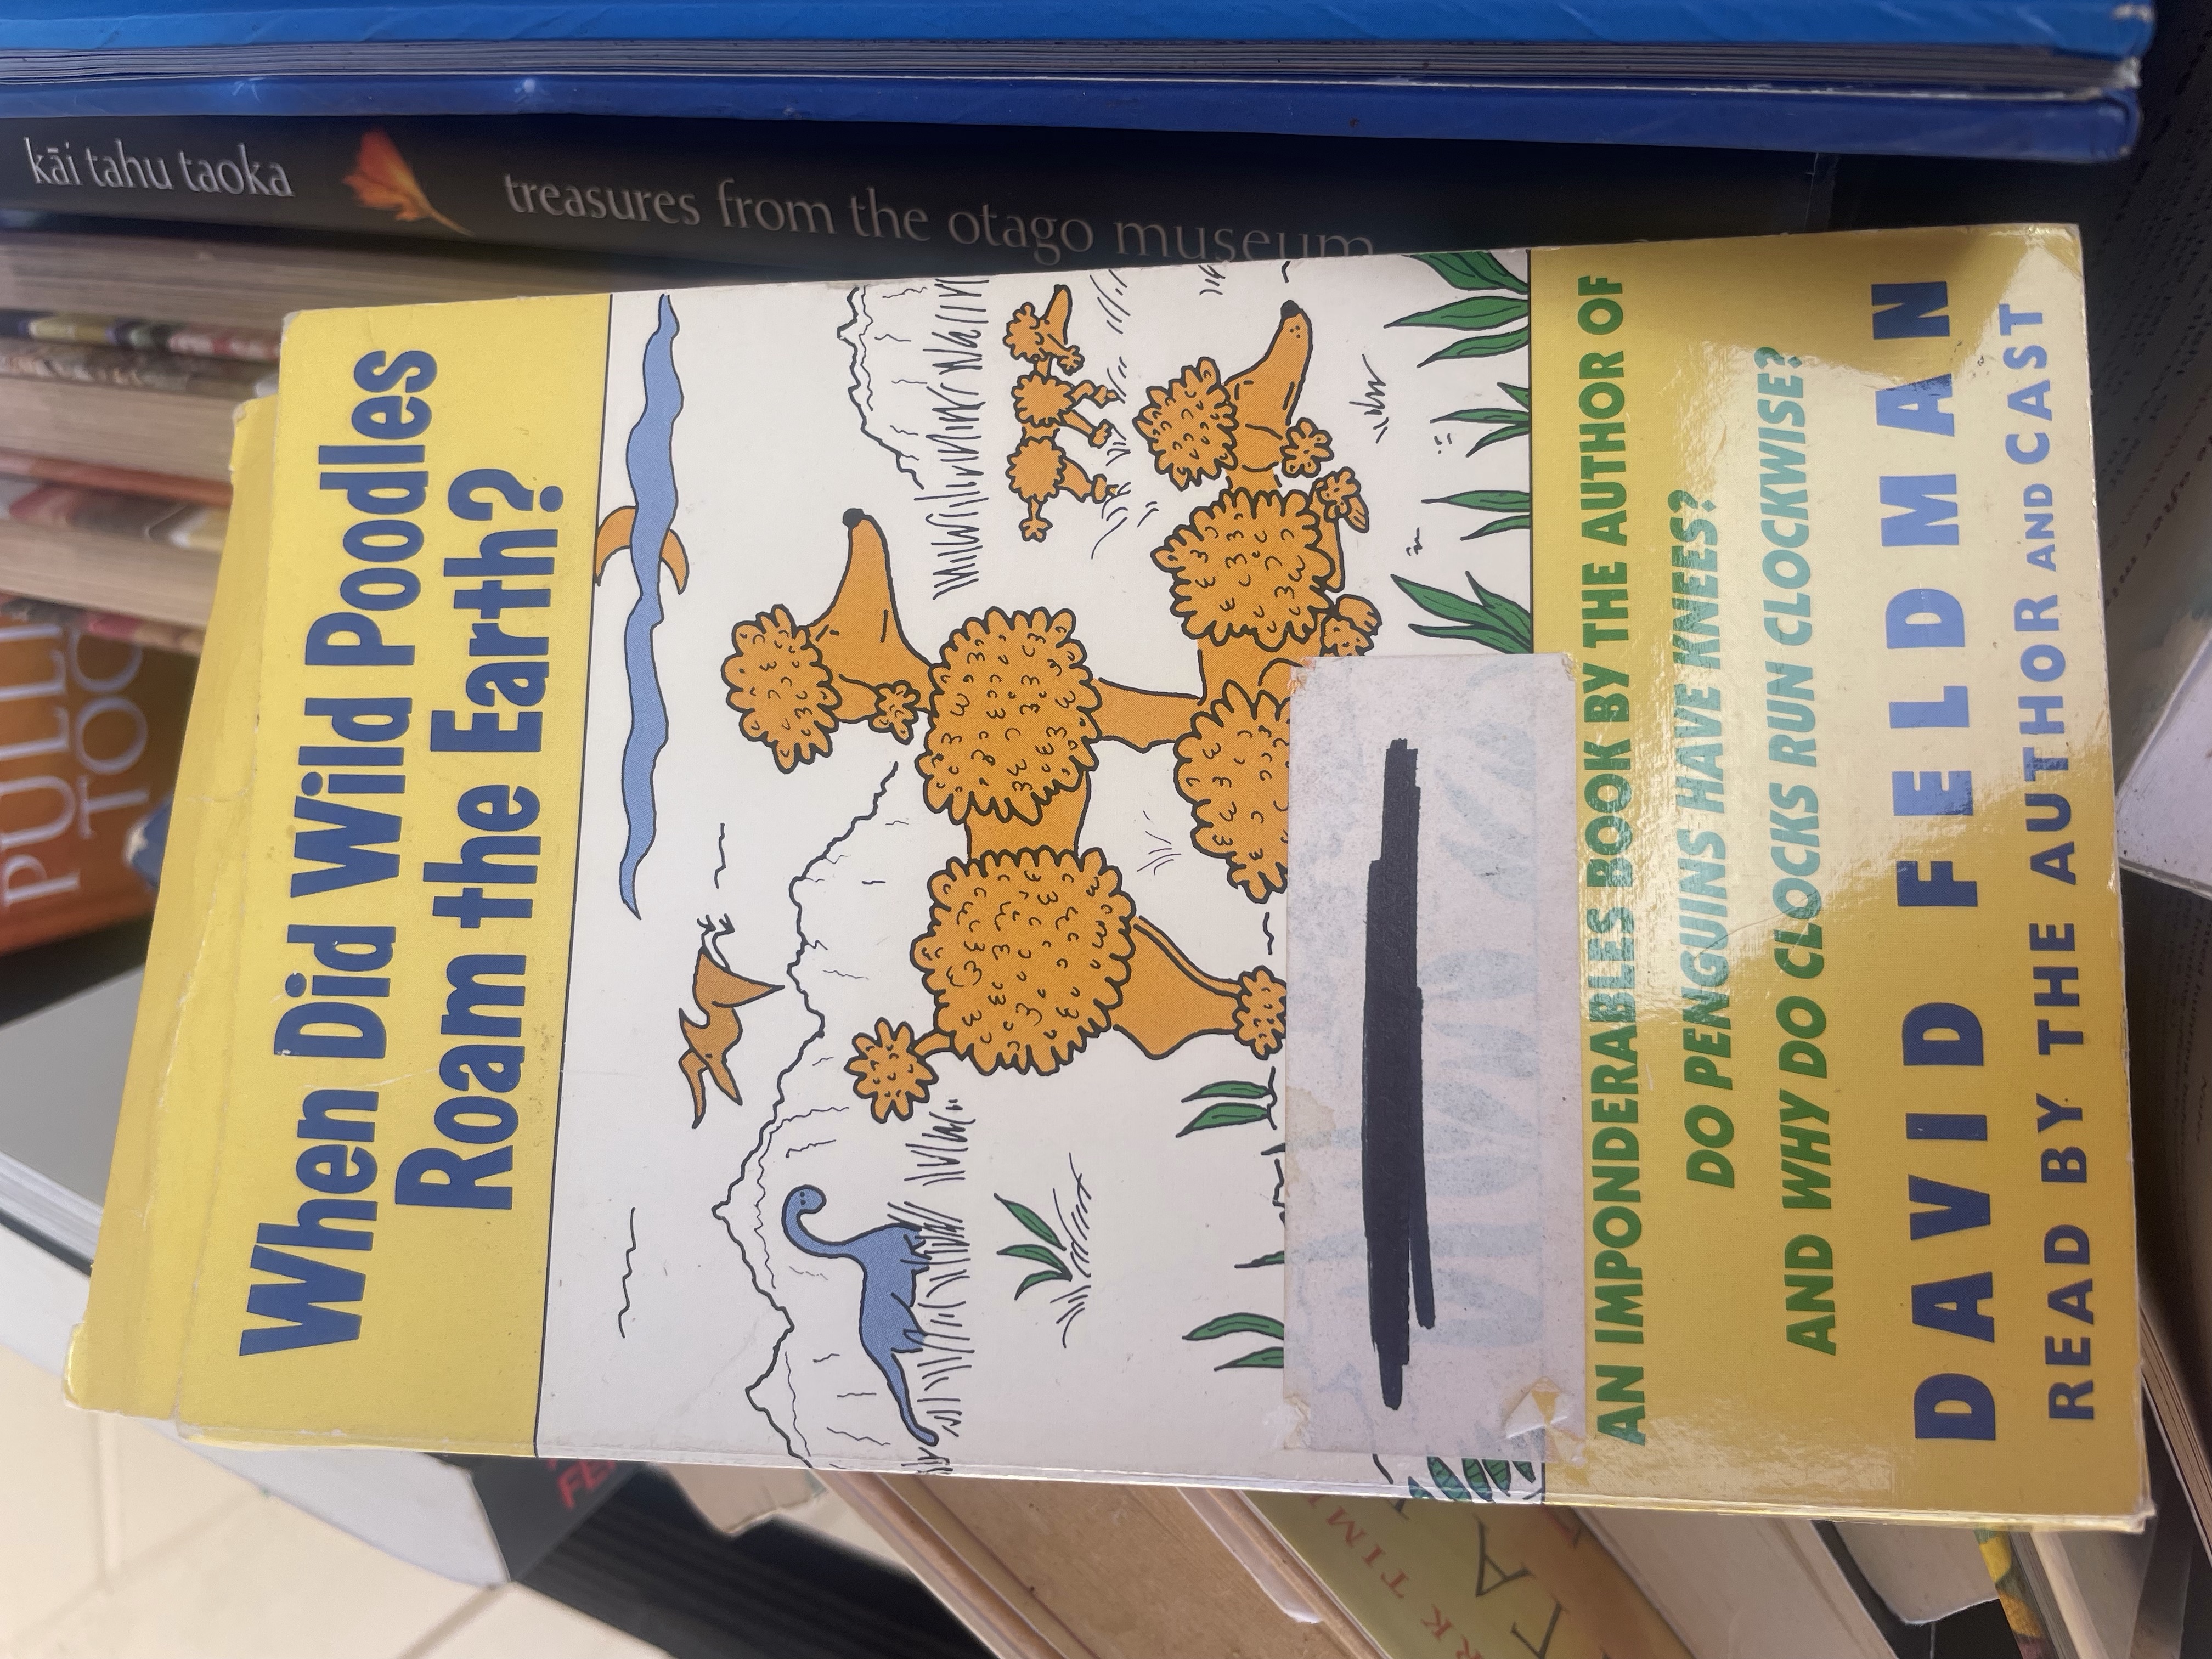 When Did Wild Poodles
Roam the Earth?
AN IMPONDERABLES BOOK BY THE AUTHOR OF
DO PENGUINS HAVE KNEES?
AND WHY DO CLOCKS RUN CLOCKWISE?
DAVID FELDMAN
READ BY THE AUTHOR AND CAST
kāi tahu taoka
treasures from the otago museum